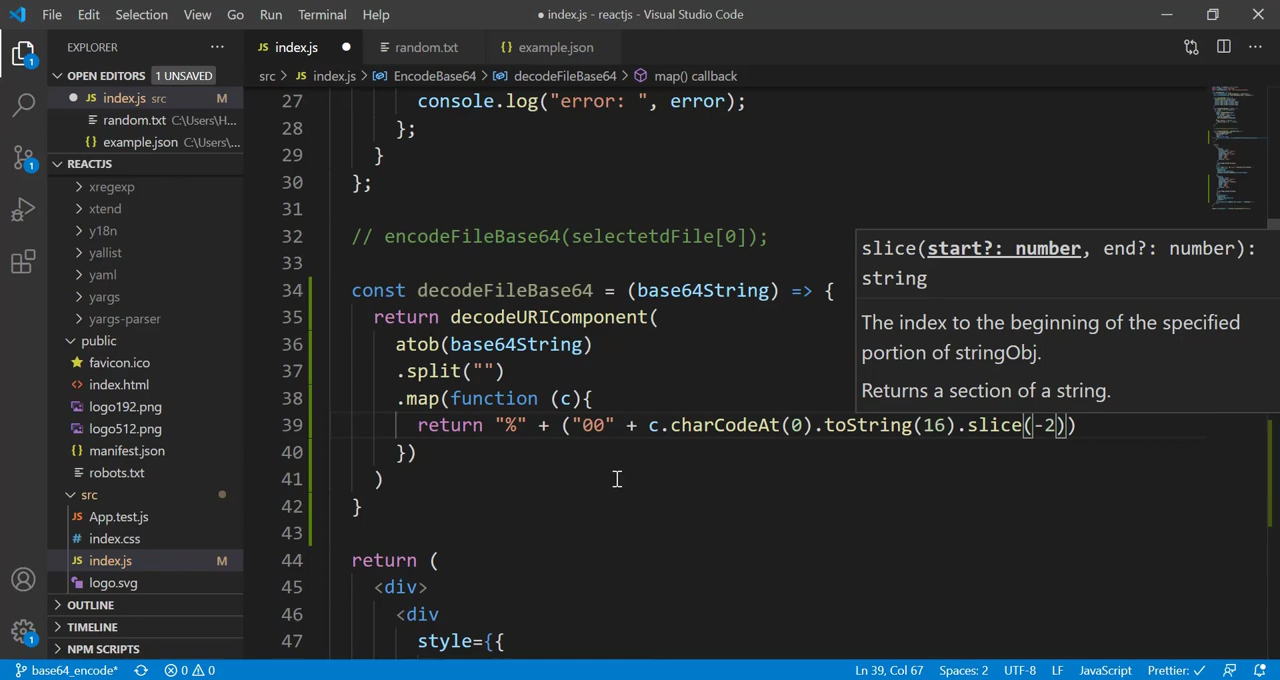 File Edit Selection View Go Run Terminal Help
● index.js - reactjs - Visual Studio Code
EXPLORER
OPEN EDITORS 1 UNSAVED
● JS index.js src M
random.txt C:\Users\H...
{} example.json C:\Users\...
REACTJS
xregexp
xtend
y18n
yallist
yaml
yargs
yargs-parser
public
favicon.ico
<> index.html
logo192.png
logo512.png
{} manifest.json
robots.txt
src
JS App.test.js
# index.css
JS index.js M
logo.svg
OUTLINE
TIMELINE
NPM SCRIPTS
1
1
1
JS index.js ●
random.txt
{} example.json
src > JS index.js > EncodeBase64 > decodeFileBase64 > map() callback
27 console.log("error: ", error);
28 };
29 }
30 };
31
32 // encodeFileBase64(selectetdFile[0]);
33
34 const decodeFileBase64 = (base64String) => {
35 return decodeURIComponent(
36 atob(base64String)
37 .split("")
38 .map(function (c){
39 return "%" + ("00" + c.charCodeAt(0).toString(16).slice(-2))
40 })
41 )
42 }
43
44 return (
45 <div>
46 <div
47 style={{
slice(start?: number, end?: number):
string
The index to the beginning of the specified
portion of stringObj.
Returns a section of a string.
base64_encode* 0 0 Ln 39, Col 67 Spaces: 2 UTF-8 LF JavaScript Prettier: ✓